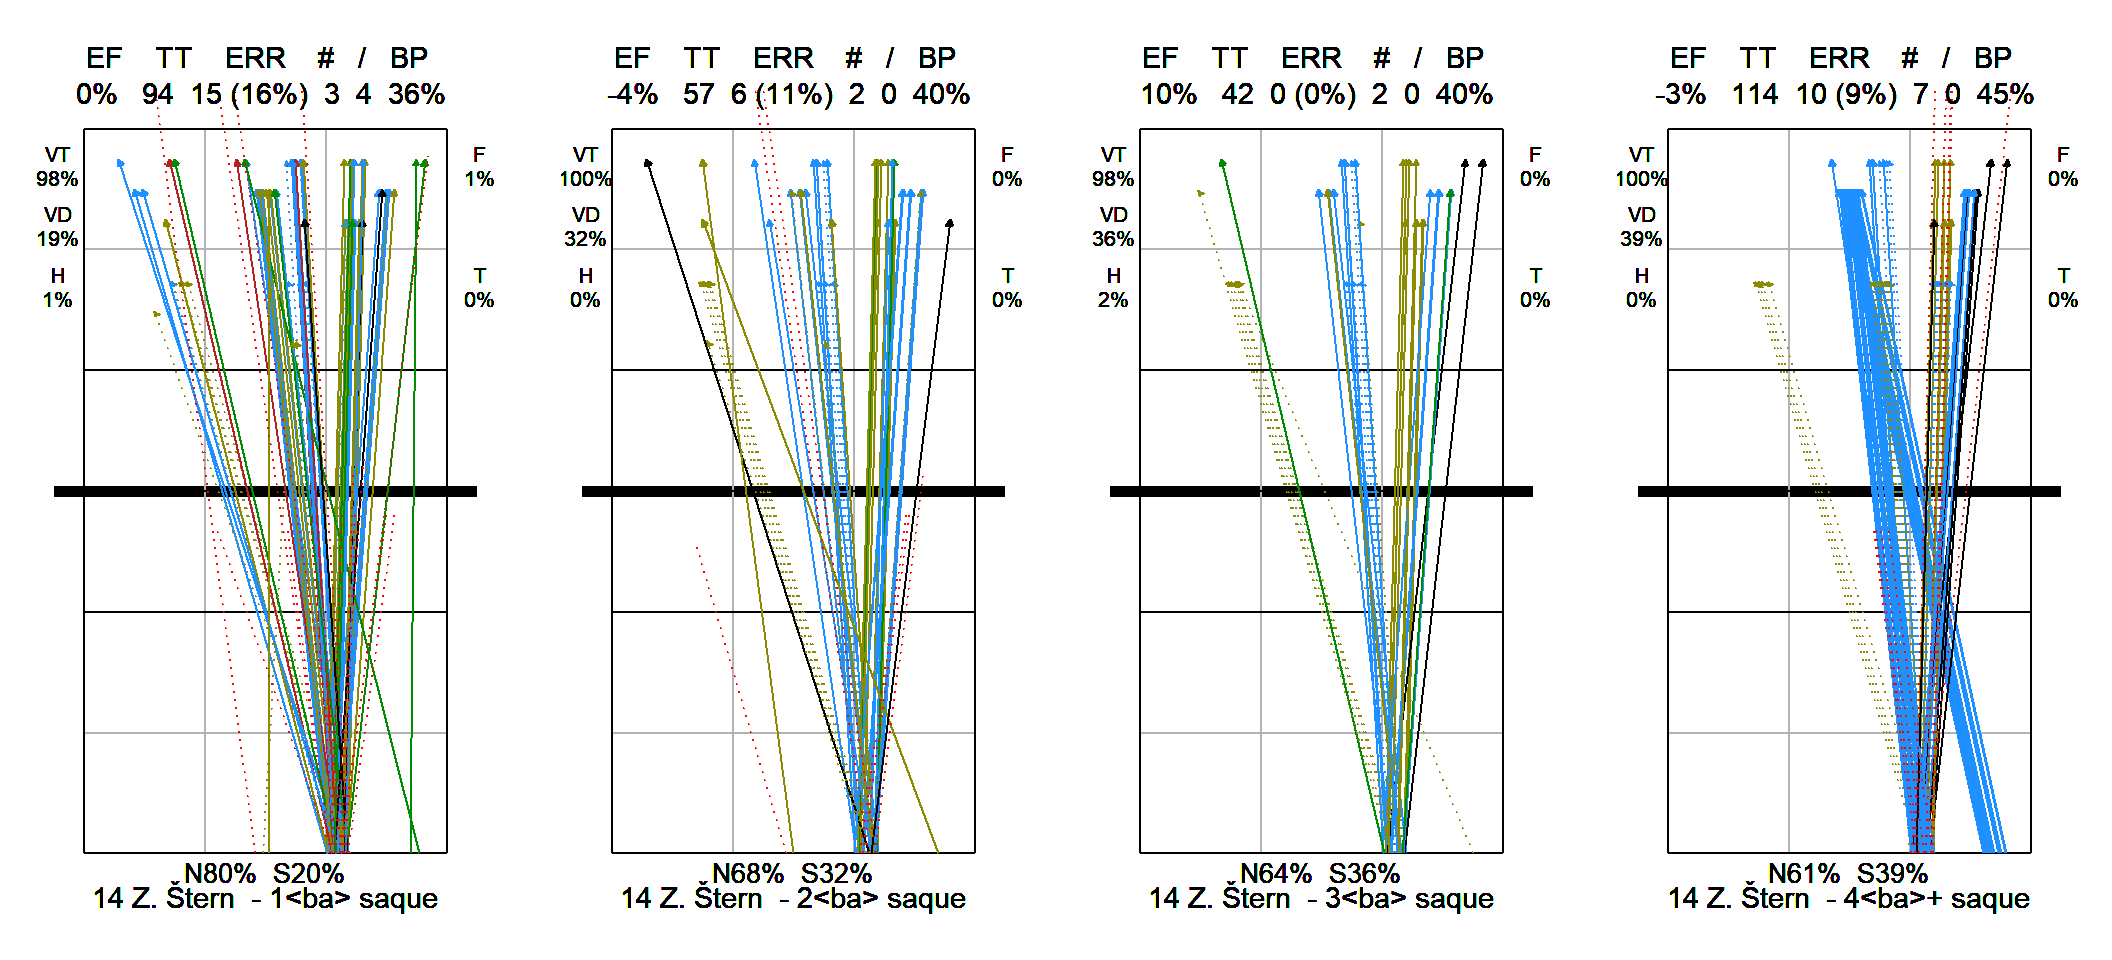 EF TT ERR # / BP
0% 94 15 (16%) 3 4 36%
VT
98%
VD
19%
H
1%
F
1%
T
0%
N80% S20%
14 Z. Štern - 1<ba> saque
EF TT ERR # / BP
-4% 57 6 (11%) 2 0 40%
VT
100%
VD
32%
H
0%
F
0%
T
0%
N68% S32%
14 Z. Štern - 2<ba> saque
EF TT ERR # / BP
10% 42 0 (0%) 2 0 40%
VT
98%
VD
36%
H
2%
F
0%
T
0%
N64% S36%
14 Z. Štern - 3<ba> saque
EF TT ERR # / BP
-3% 114 10 (9%) 7 0 45%
VT
100%
VD
39%
H
0%
F
0%
T
0%
N61% S39%
14 Z. Štern - 4<ba>+ saque